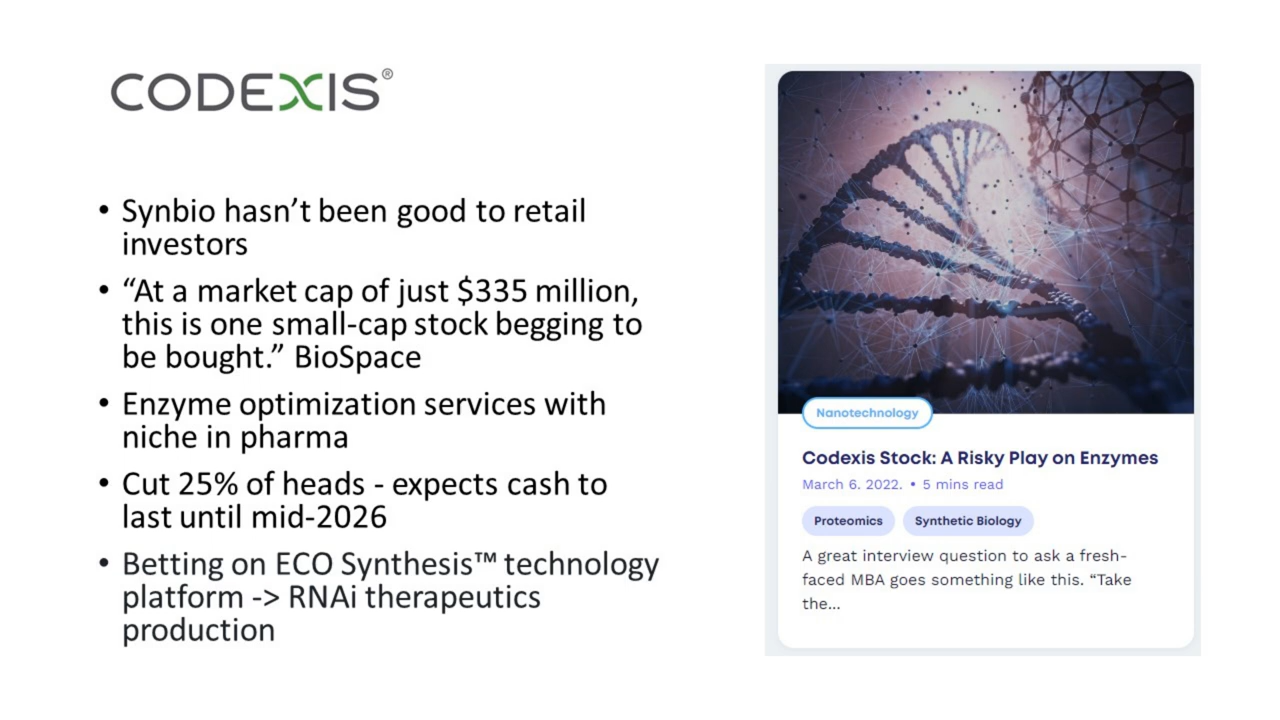 CODEXIS®
• Synbio hasn’t been good to retail
investors
• “At a market cap of just $335 million,
this is one small-cap stock begging to
be bought.” BioSpace
• Enzyme optimization services with
niche in pharma
• Cut 25% of heads - expects cash to
last until mid-2026
• Betting on ECO Synthesis™ technology
platform -> RNAi therapeutics
production
Nanotechnology
Codexis Stock: A Risky Play on Enzymes
March 6. 2022. • 5 mins read
Proteomics Synthetic Biology
A great interview question to ask a fresh-
faced MBA goes something like this. “Take
the...